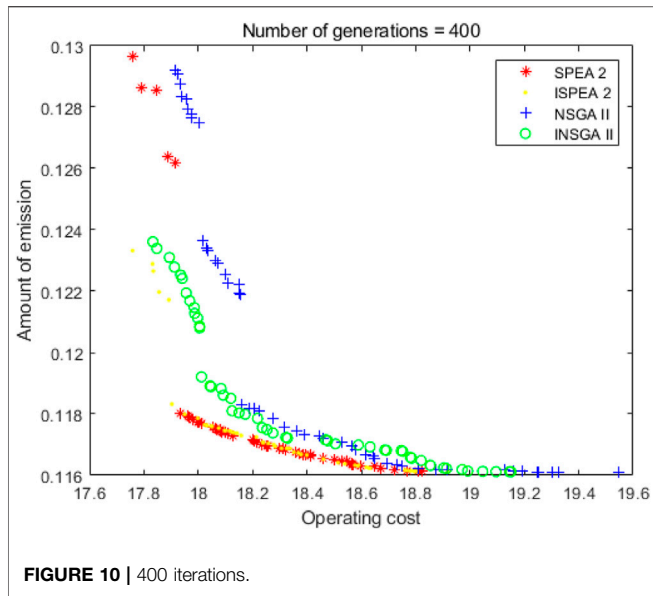 Number of generations = 400
0.13
0.128
0.126
0.124
0.122
0.12
0.118
0.116
Amount of emission
SPEA 2
ISPEA 2
NSGA II
INSGA II
17.6 17.8 18 18.2 18.4 18.6 18.8 19 19.2 19.4 19.6
Operating cost
FIGURE 10 | 400 iterations.